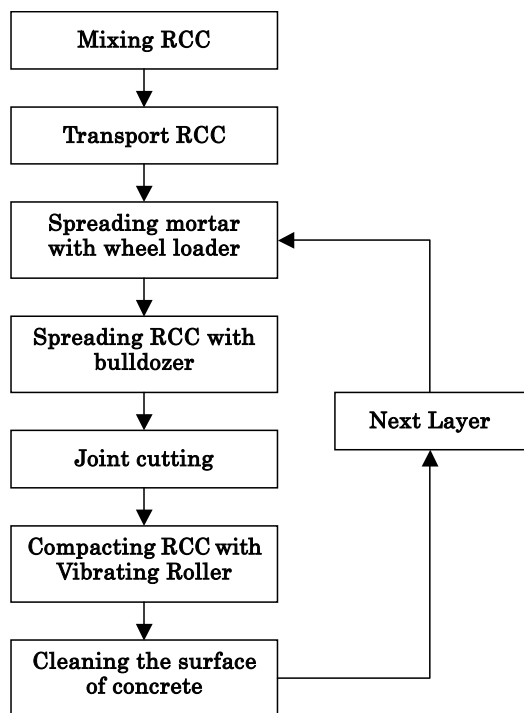 Mixing RCC
Transport RCC
Spreading mortar
with wheel loader
Spreading RCC with
bulldozer
Joint cutting
Compacting RCC with
Vibrating Roller
Cleaning the surface
of concrete
Next Layer